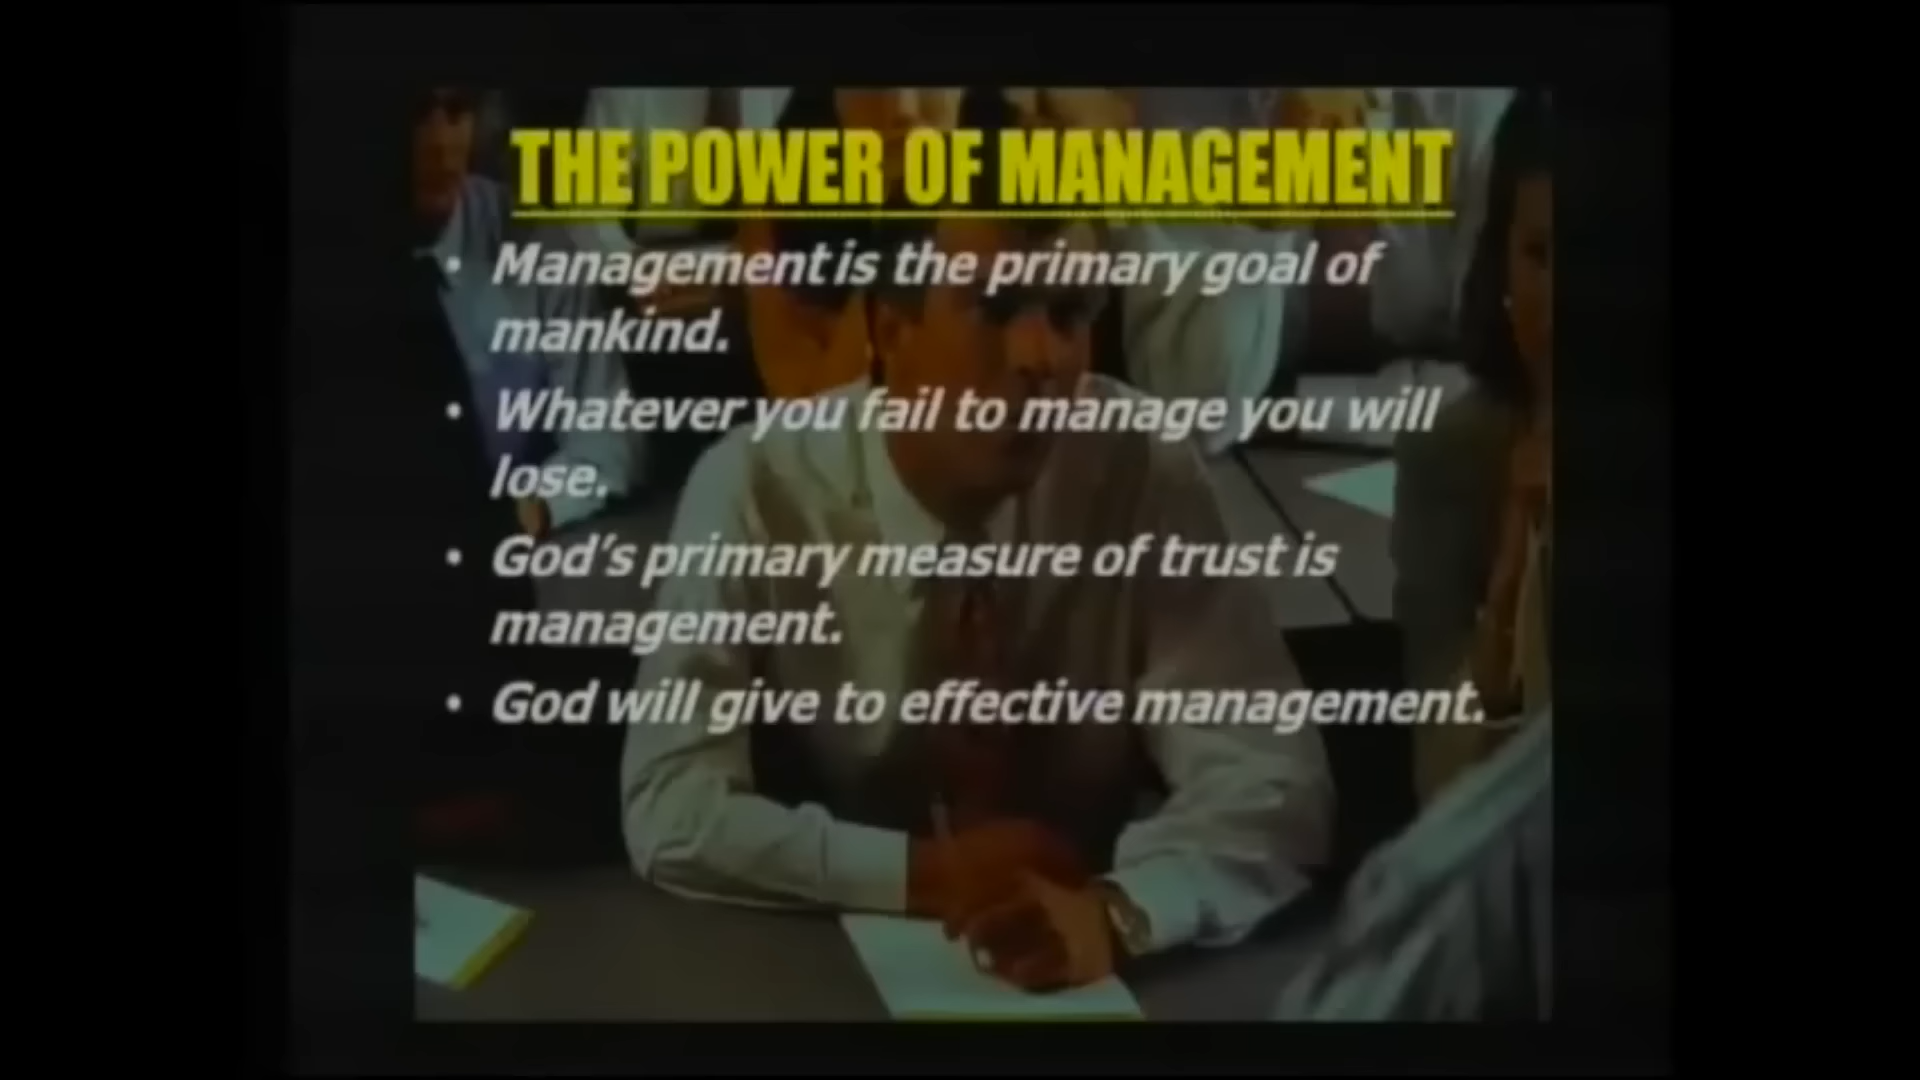 THE POWER OF MANAGEMENT
• Management is the primary goal of
mankind.
• Whatever you fail to manage you will
lose.
• God's primary measure of trust is
management.
• God will give to effective management.